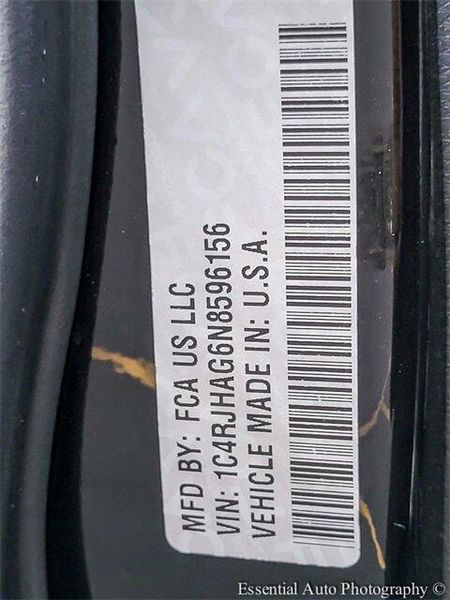 MFD BY: FCA US LLC
VIN: 1C4RJHAG6N8596156
VEHICLE MADE IN: U.S.A.
Essential Auto Photography ©